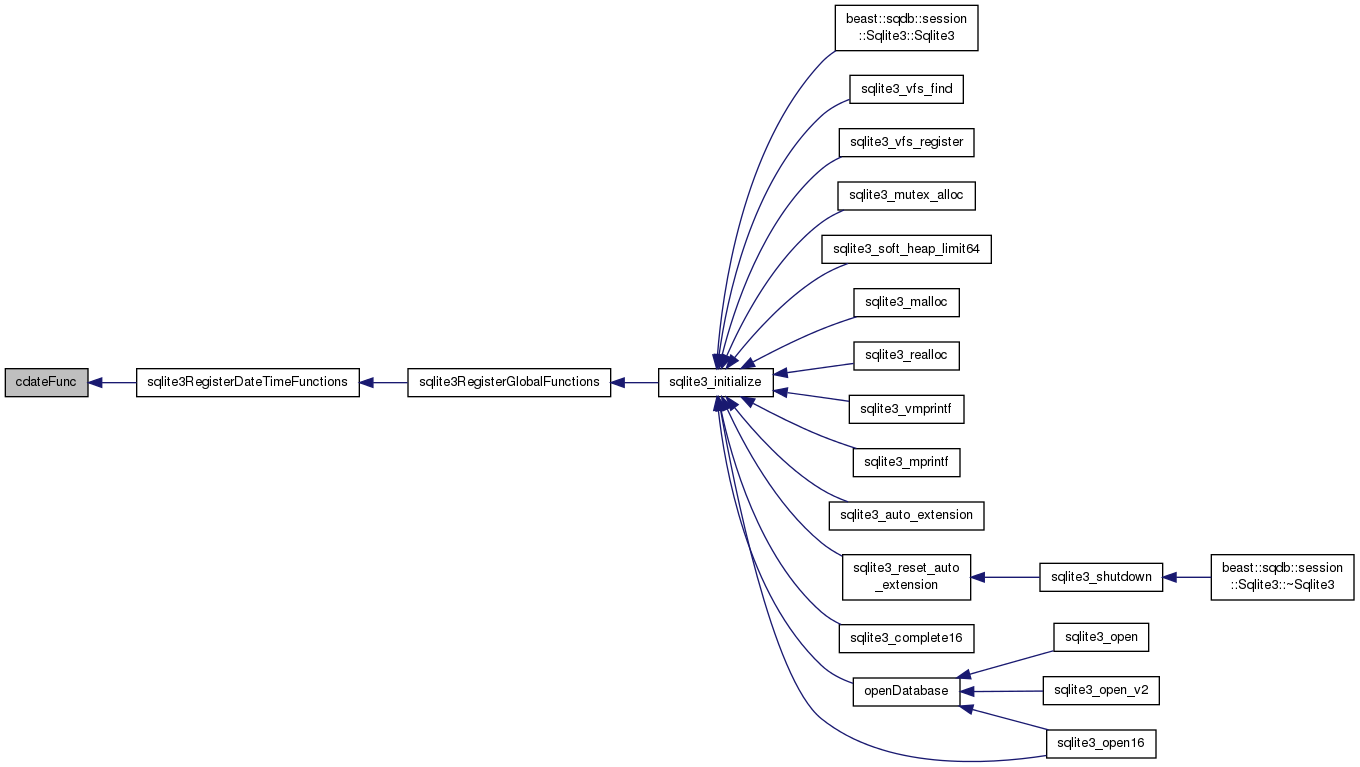 beast::sqdb::session
::Sqlite3::Sqlite3
sqlite3_vfs_find
sqlite3_vfs_register
sqlite3_mutex_alloc
sqlite3_soft_heap_limit64
sqlite3_malloc
sqlite3_realloc
cdateFunc
sqlite3RegisterDateTimeFunctions
sqlite3RegisterGlobalFunctions
sqlite3_initialize
sqlite3_vmprintf
sqlite3_mprintf
sqlite3_auto_extension
sqlite3_reset_auto
_extension
sqlite3_shutdown
beast::sqdb::session
::Sqlite3::~Sqlite3
sqlite3_complete16
sqlite3_open
openDatabase
sqlite3_open_v2
sqlite3_open16